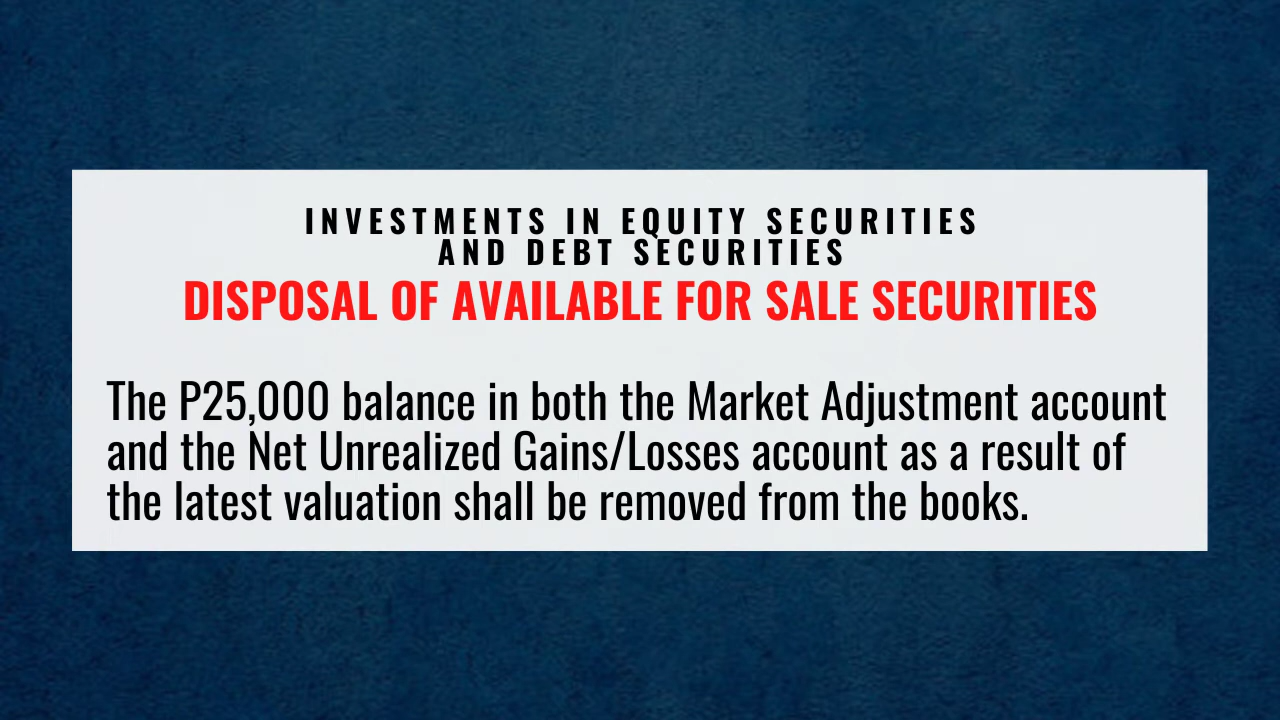 INVESTMENTS IN EQUITY SECURITIES
AND DEBT SECURITIES
DISPOSAL OF AVAILABLE FOR SALE SECURITIES
The P25,000 balance in both the Market Adjustment account
and the Net Unrealized Gains/Losses account as a result of
the latest valuation shall be removed from the books.